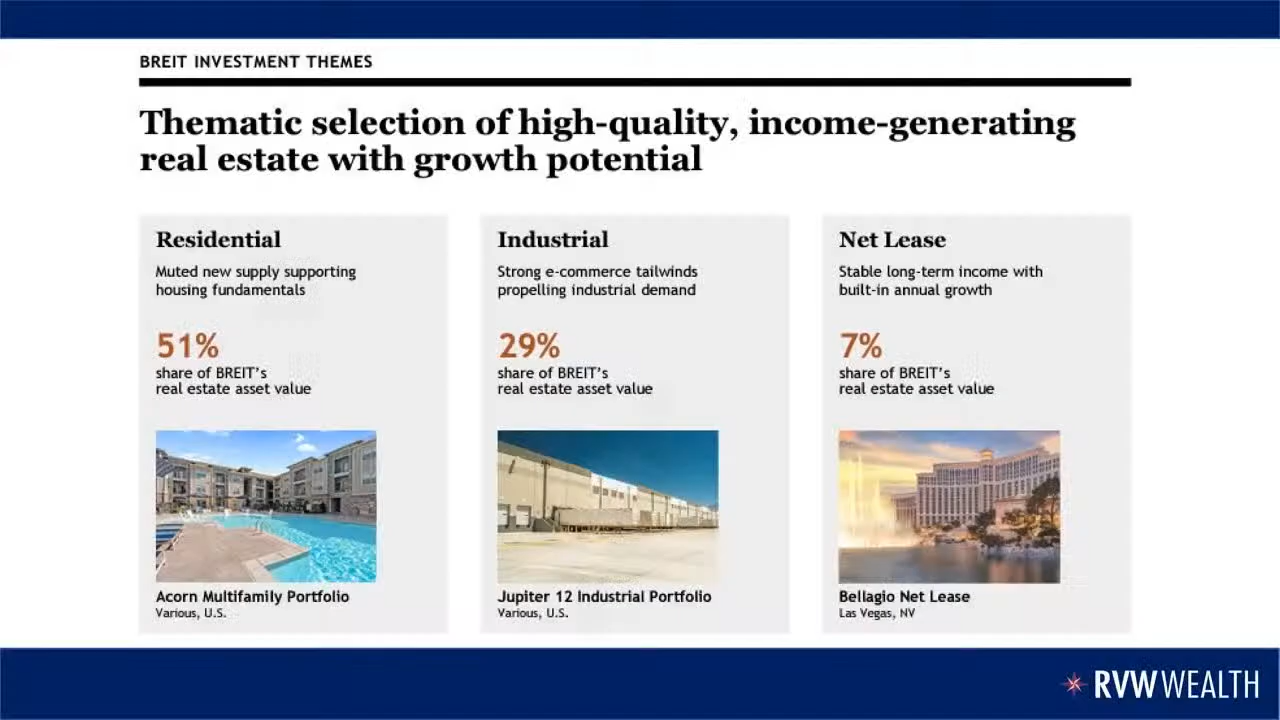 BREIT INVESTMENT THEMES
Thematic selection of high-quality, income-generating
real estate with growth potential
Residential
Muted new supply supporting
housing fundamentals
51%
share of BREIT's
real estate asset value
Acorn Multifamily Portfolio
Various, U.S.
Industrial
Strong e-commerce tailwinds
propelling industrial demand
29%
share of BREIT's
real estate asset value
Jupiter 12 Industrial Portfolio
Various, U.S.
Net Lease
Stable long-term income with
built-in annual growth
7%
share of BREIT's
real estate asset value
Bellagio Net Lease
Las Vegas, NV
RVW WEALTH